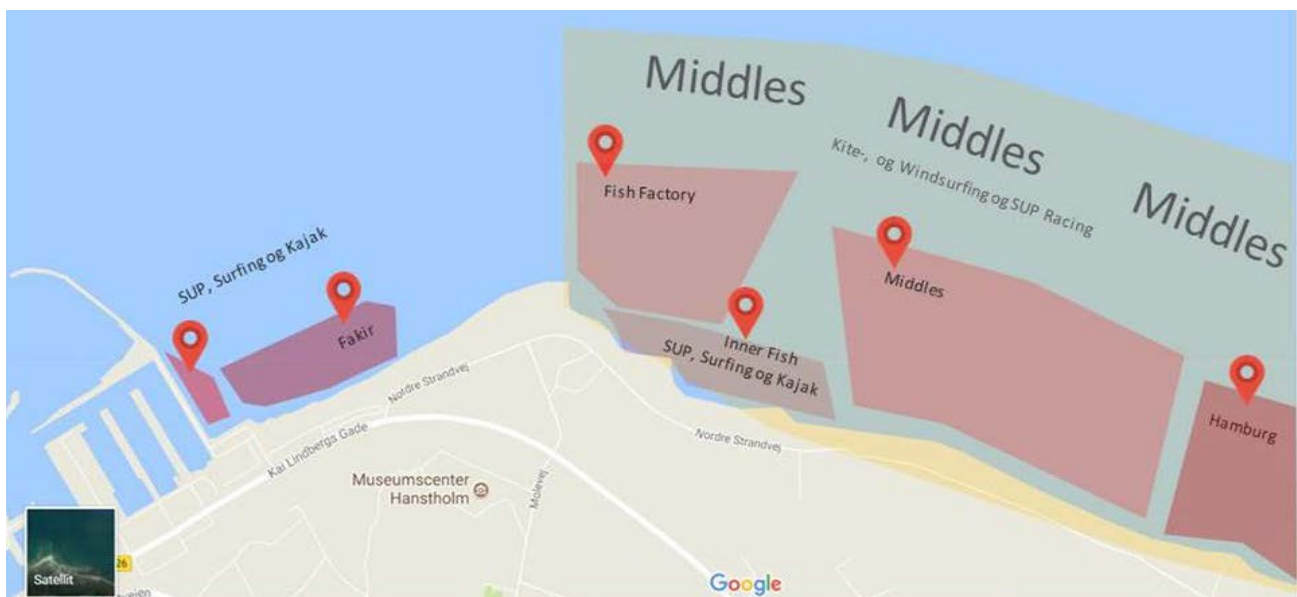 Middles
Middles
Kite-, og Windsurfing og SUP Racing
Middles
Fish Factory
SUP, Surfing og Kajak
Middles
Fakir
Inner Fish
SUP, Surfing og Kajak
Hamburg
Nordre Strandvej
Nordre Strandvej
Kai Lindbergs Gade
Museumscenter
Hanstholm
Molevej
26
Satellit
Google